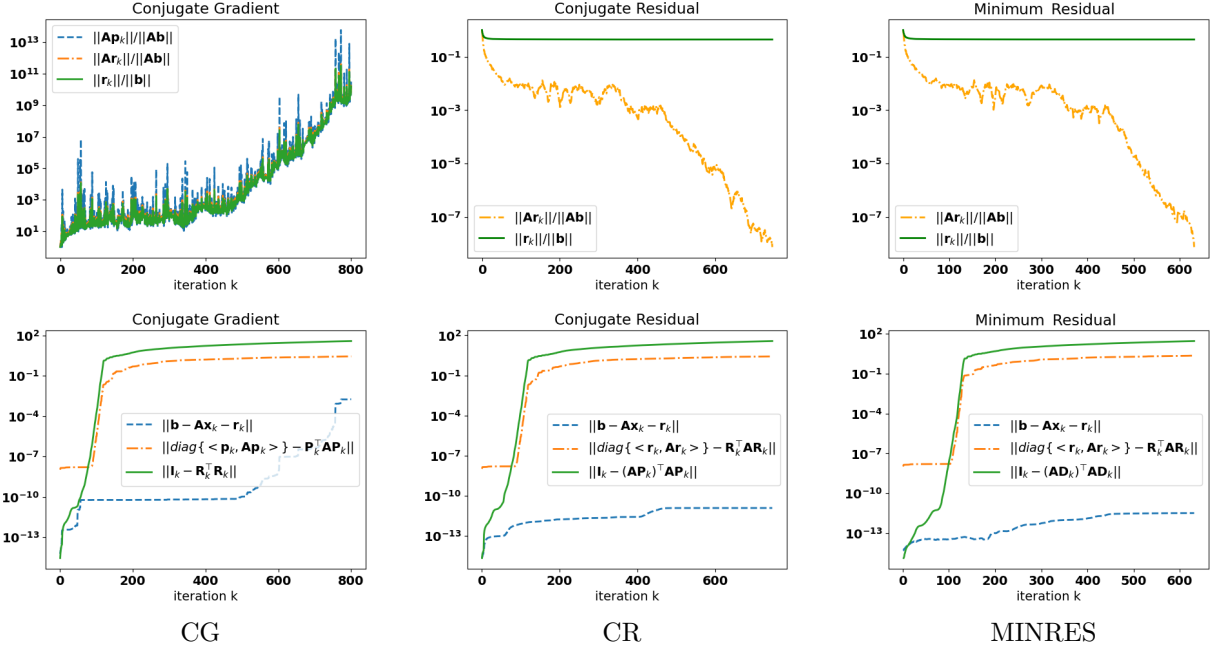 Conjugate Gradient
10^13
10^11
10^9
10^7
10^5
10^3
10^1
||Ap_k||/||Ab||
||Ar_k||/||Ab||
||r_k||/||b||
0 200 400 600 800
iteration k
Conjugate Residual
10^−1
10^−3
10^−5
10^−7
||Ar_k||/||Ab||
||r_k||/||b||
0 200 400 600
iteration k
Minimum Residual
10^−1
10^−3
10^−5
10^−7
||Ar_k||/||Ab||
||r_k||/||b||
0 100 200 300 400 500 600
iteration k
Conjugate Gradient
10^2
10^−1
10^−4
10^−7
10^−10
10^−13
||b − Ax_k − r_k||
||diag{<p_k, Ap_k>} − P_k^⊤AP_k||
||I_k − R_k^⊤R_k||
0 200 400 600 800
iteration k
CG
Conjugate Residual
10^2
10^−1
10^−4
10^−7
10^−10
10^−13
||b − Ax_k − r_k||
||diag{<r_k, Ar_k>} − R_k^⊤AR_k||
||I_k − (AP_k)^⊤AP_k||
0 200 400 600
iteration k
CR
Minimum Residual
10^2
10^−1
10^−4
10^−7
10^−10
10^−13
||b − Ax_k − r_k||
||diag{<r_k, Ar_k>} − R_k^⊤AR_k||
||I_k − (AD_k)^⊤AD_k||
0 100 200 300 400 500 600
iteration k
MINRES